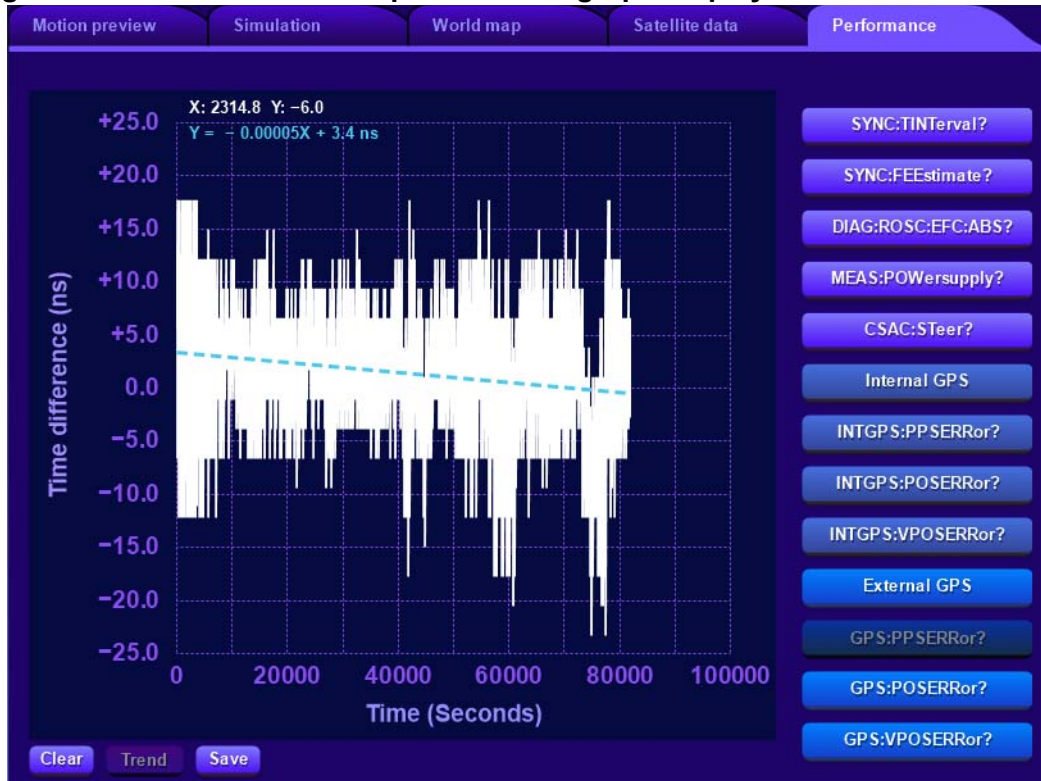 Motion preview
Simulation
World map
Satellite data
Performance
X: 2314.8 Y: −6.0
Y = − 0.00005X + 3.4 ns
+25.0
+20.0
+15.0
+10.0
+5.0
0.0
−5.0
−10.0
−15.0
−20.0
−25.0
Time difference (ns)
0 20000 40000 60000 80000 100000
Time (Seconds)
SYNC:TINTerval?
SYNC:FEEstimate?
DIAG:ROSC:EFC:ABS?
MEAS:POWersupply?
CSAC:STeer?
Internal GPS
INTGPS:PPSERRor?
INTGPS:POSERRor?
INTGPS:VPOSERRor?
External GPS
GPS:PPSERRor?
GPS:POSERRor?
GPS:VPOSERRor?
Clear Trend Save